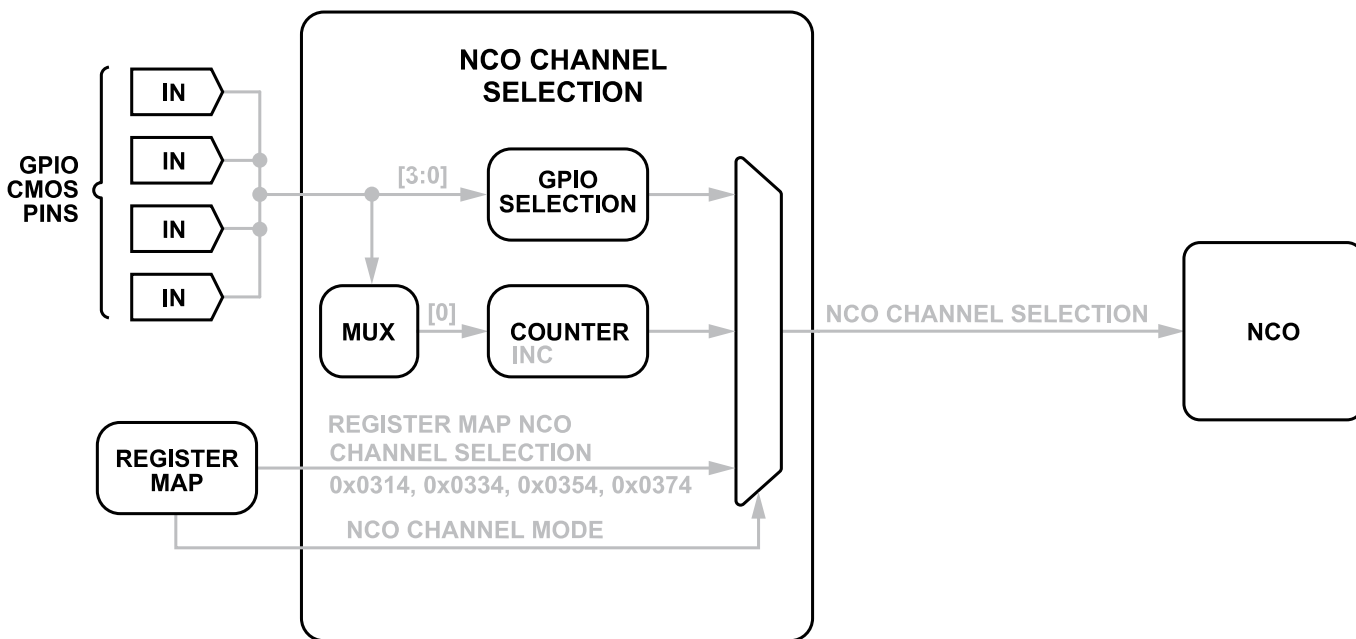 NCO CHANNEL
SELECTION
GPIO
CMOS
PINS
IN
IN
IN
IN
[3:0]
GPIO
SELECTION
MUX
[0]
COUNTER
INC
NCO CHANNEL SELECTION
NCO
REGISTER
MAP
REGISTER MAP NCO
CHANNEL SELECTION
0x0314, 0x0334, 0x0354, 0x0374
NCO CHANNEL MODE